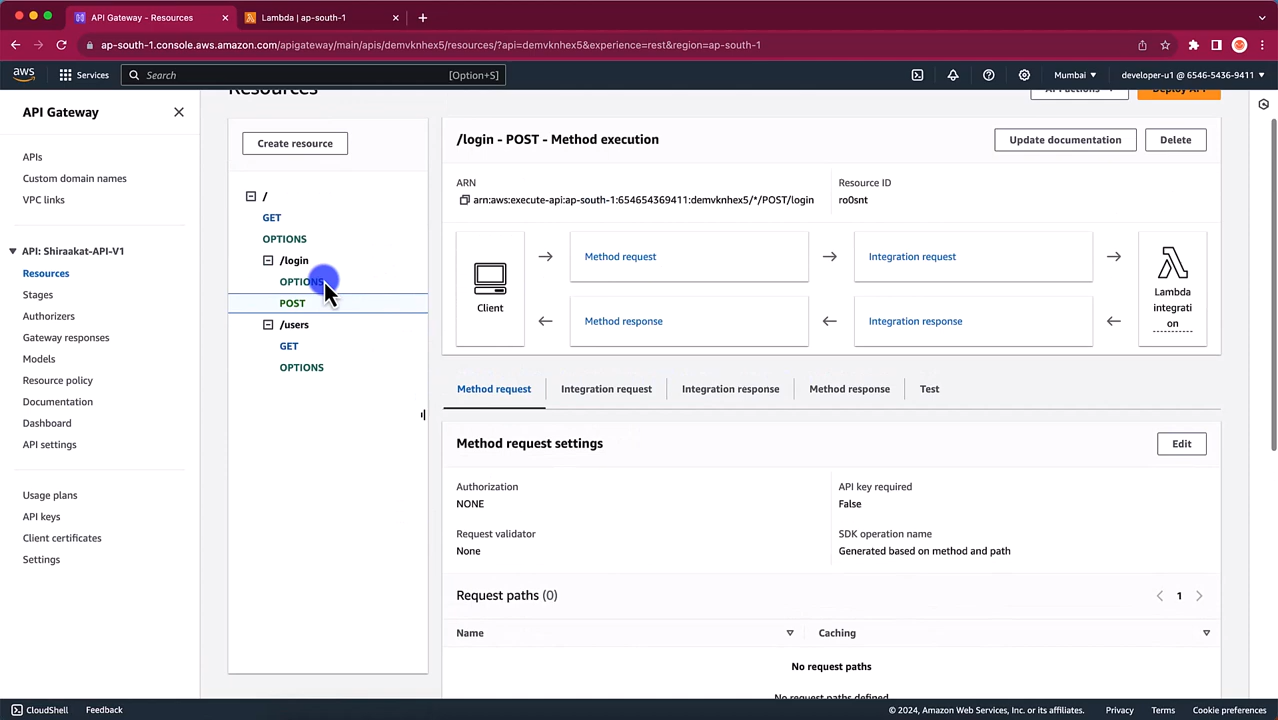 API Gateway - Resources
Lambda | ap-south-1
ap-south-1.console.aws.amazon.com/apigateway/main/apis/demvknhex5/resources/?api=demvknhex5&experience=rest&region=ap-south-1
aws
Services
Search
[Option+S]
Mumbai
developer-u1 @ 6546-5436-9411
API Gateway
APIs
Custom domain names
VPC links
API: Shiraakat-API-V1
Resources
Stages
Authorizers
Gateway responses
Models
Resource policy
Documentation
Dashboard
API settings
Usage plans
API keys
Client certificates
Settings
Resources
API actions
Deploy API
Create resource
/
GET
OPTIONS
/login
OPTIONS
POST
/users
GET
OPTIONS
/login - POST - Method execution
Update documentation
Delete
ARN
arn:aws:execute-api:ap-south-1:654654369411:demvknhex5/*/POST/login
Resource ID
ro0snt
Client
Method request
Integration request
Method response
Integration response
Lambda
integrati
on
Method request
Integration request
Integration response
Method response
Test
Method request settings
Edit
Authorization
NONE
API key required
False
Request validator
None
SDK operation name
Generated based on method and path
Request paths (0)
1
Name
Caching
No request paths
No request paths defined
CloudShell
Feedback
© 2024, Amazon Web Services, Inc. or its affiliates.
Privacy
Terms
Cookie preferences